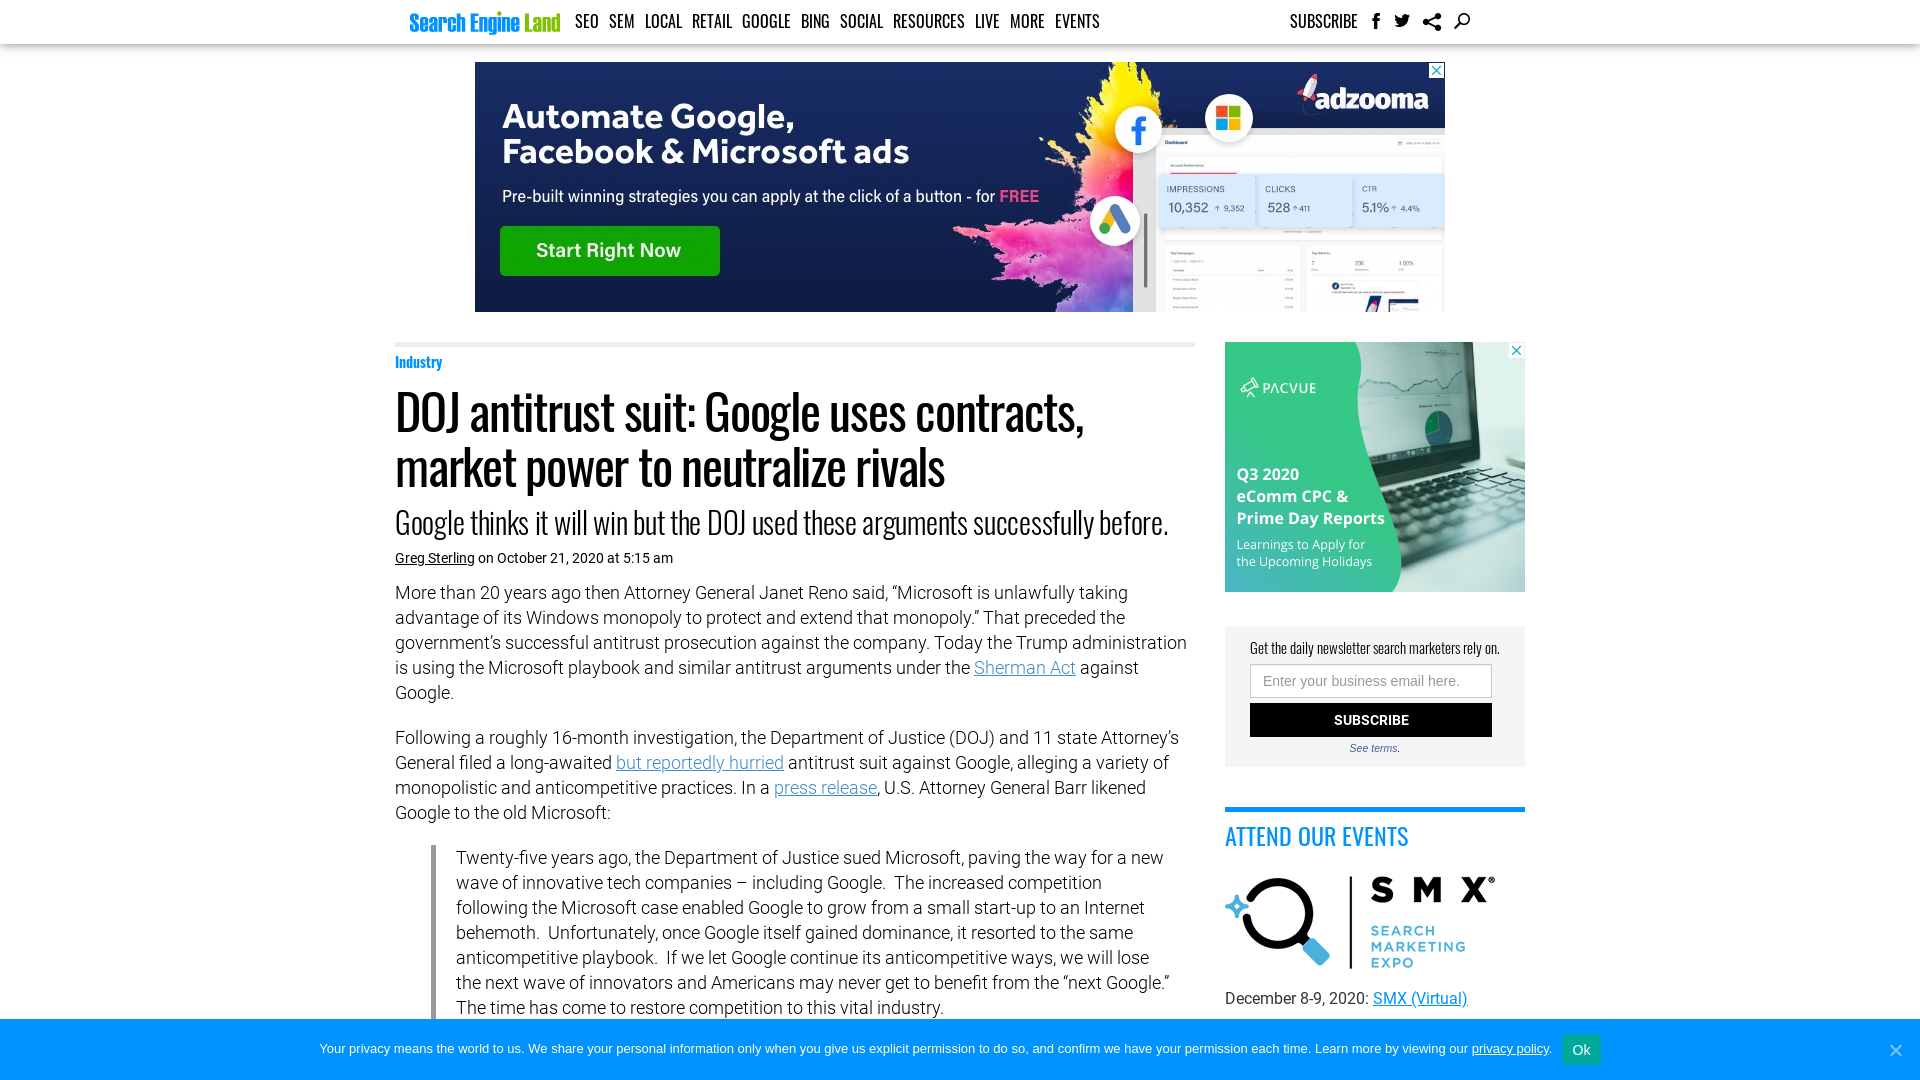 Search Engine Land SEO SEM LOCAL RETAIL GOOGLE BING SOCIAL RESOURCES LIVE MORE EVENTS SUBSCRIBE
Automate Google,
Facebook & Microsoft ads
Pre-built winning strategies you can apply at the click of a button - for FREE
Start Right Now
adzooma
Dashboard
Account Performance
IMPRESSIONS CLICKS CTR
10,352 9,352 528 411 5.1% 4.4%
Industry
DOJ antitrust suit: Google uses contracts,
market power to neutralize rivals
Google thinks it will win but the DOJ used these arguments successfully before.
Greg Sterling on October 21, 2020 at 5:15 am
More than 20 years ago then Attorney General Janet Reno said, “Microsoft is unlawfully taking
advantage of its Windows monopoly to protect and extend that monopoly.” That preceded the
government’s successful antitrust prosecution against the company. Today the Trump administration
is using the Microsoft playbook and similar antitrust arguments under the Sherman Act against
Google.
Following a roughly 16-month investigation, the Department of Justice (DOJ) and 11 state Attorney’s
General filed a long-awaited but reportedly hurried antitrust suit against Google, alleging a variety of
monopolistic and anticompetitive practices. In a press release, U.S. Attorney General Barr likened
Google to the old Microsoft:
Twenty-five years ago, the Department of Justice sued Microsoft, paving the way for a new
wave of innovative tech companies – including Google. The increased competition
following the Microsoft case enabled Google to grow from a small start-up to an Internet
behemoth. Unfortunately, once Google itself gained dominance, it resorted to the same
anticompetitive playbook. If we let Google continue its anticompetitive ways, we will lose
the next wave of innovators and Americans may never get to benefit from the “next Google.”
The time has come to restore competition to this vital industry.
PACVUE
Q3 2020
eComm CPC &
Prime Day Reports
Learnings to Apply for
the Upcoming Holidays
Get the daily newsletter search marketers rely on.
Enter your business email here.
SUBSCRIBE
See terms.
ATTEND OUR EVENTS
SMX®
SEARCH
MARKETING
EXPO
December 8-9, 2020: SMX (Virtual)
Your privacy means the world to us. We share your personal information only when you give us explicit permission to do so, and confirm we have your permission each time. Learn more by viewing our privacy policy. Ok